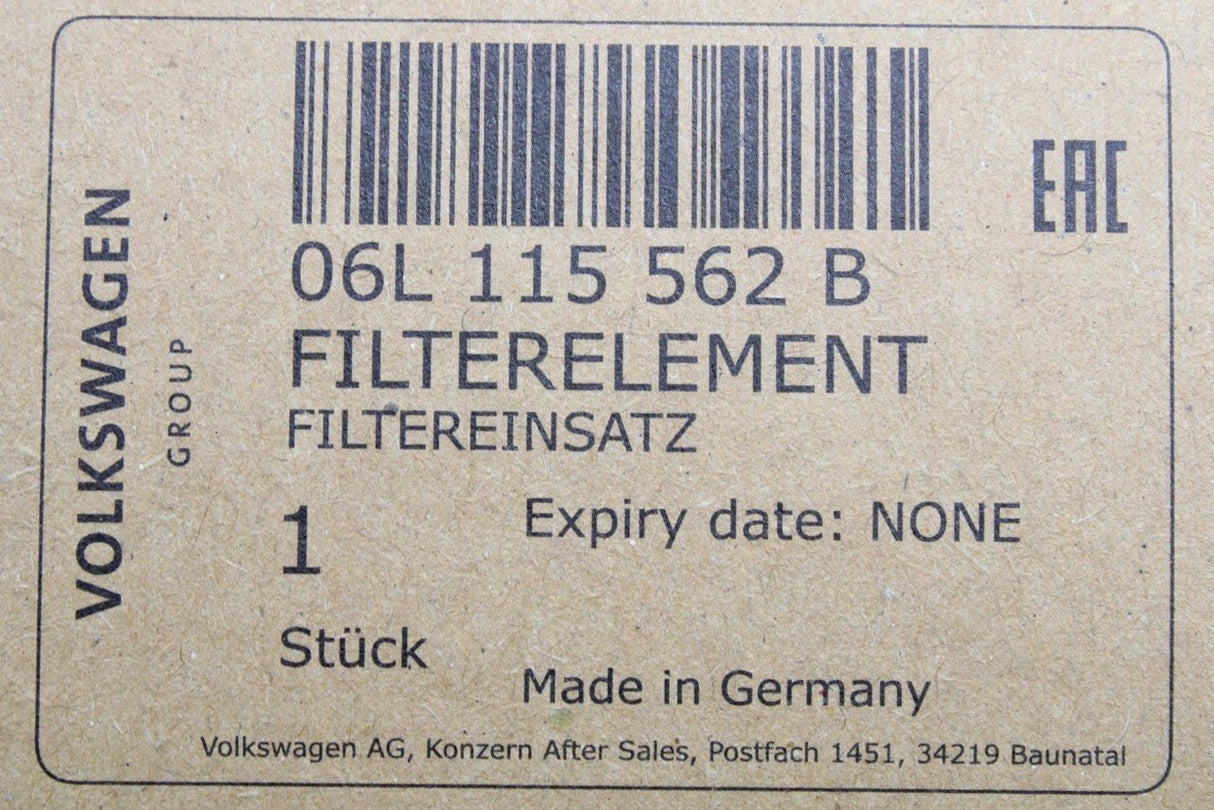 VOLKSWAGEN
GROUP
EAC
06L 115 562 B
FILTERELEMENT
FILTEREINSATZ
1
Expiry date: NONE
Stück
Made in Germany
Volkswagen AG, Konzern After Sales, Postfach 1451, 34219 Baunatal